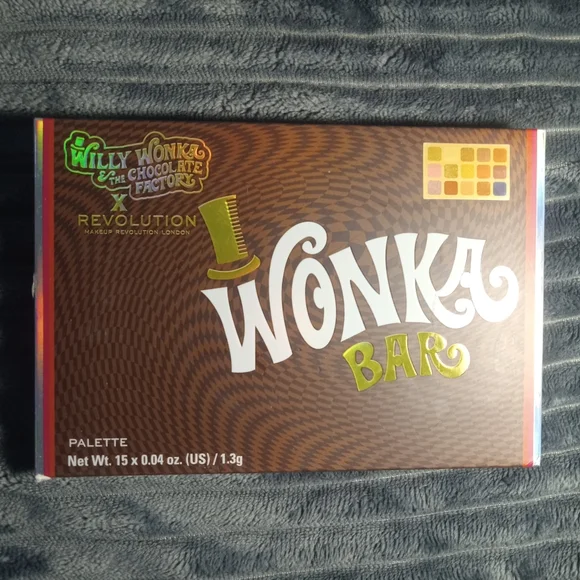 WILLY WONKA
& THE CHOCOLATE
FACTORY
X
REVOLUTION
MAKEUP REVOLUTION LONDON
WONKA
BAR
PALETTE
Net Wt. 15 x 0.04 oz. (US) / 1.3g